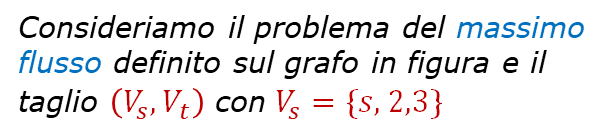 Consideriamo il problema del massimo
flusso definito sul grafo in figura e il
taglio (Vₛ, Vₜ) con Vₛ = {s, 2,3}